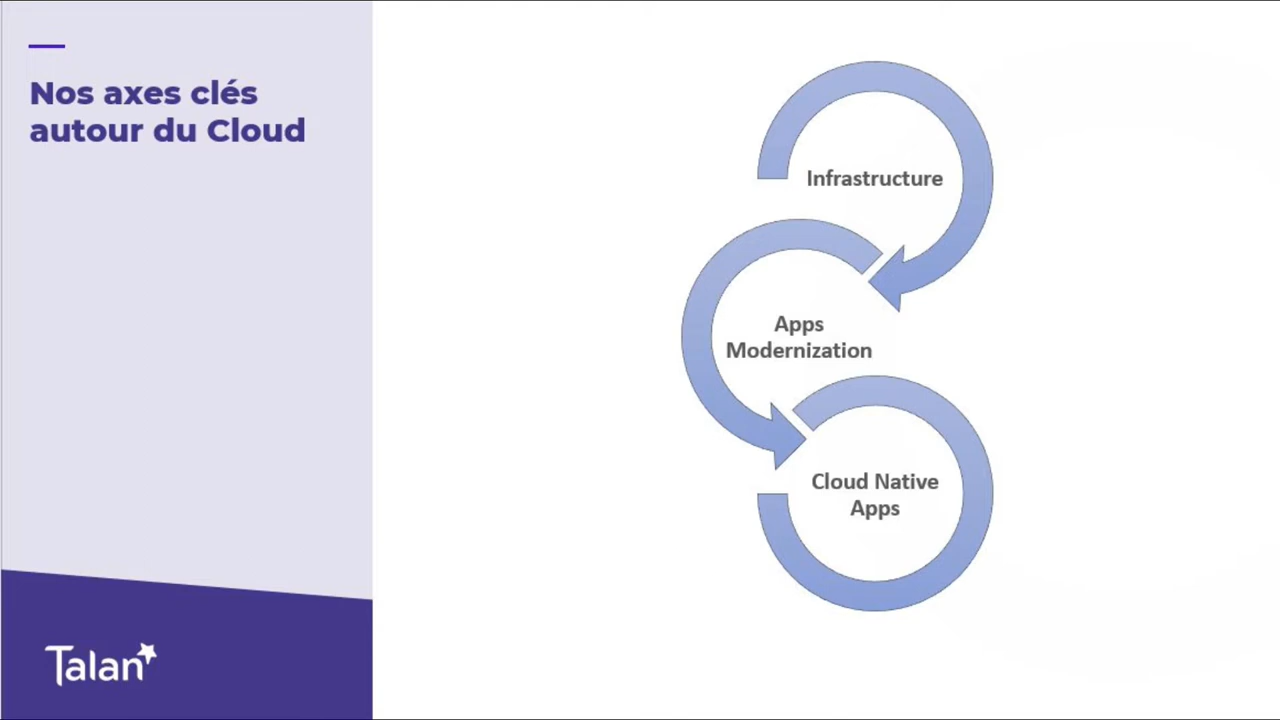 Nos axes clés
autour du Cloud
Infrastructure
Apps
Modernization
Cloud Native
Apps
Talan